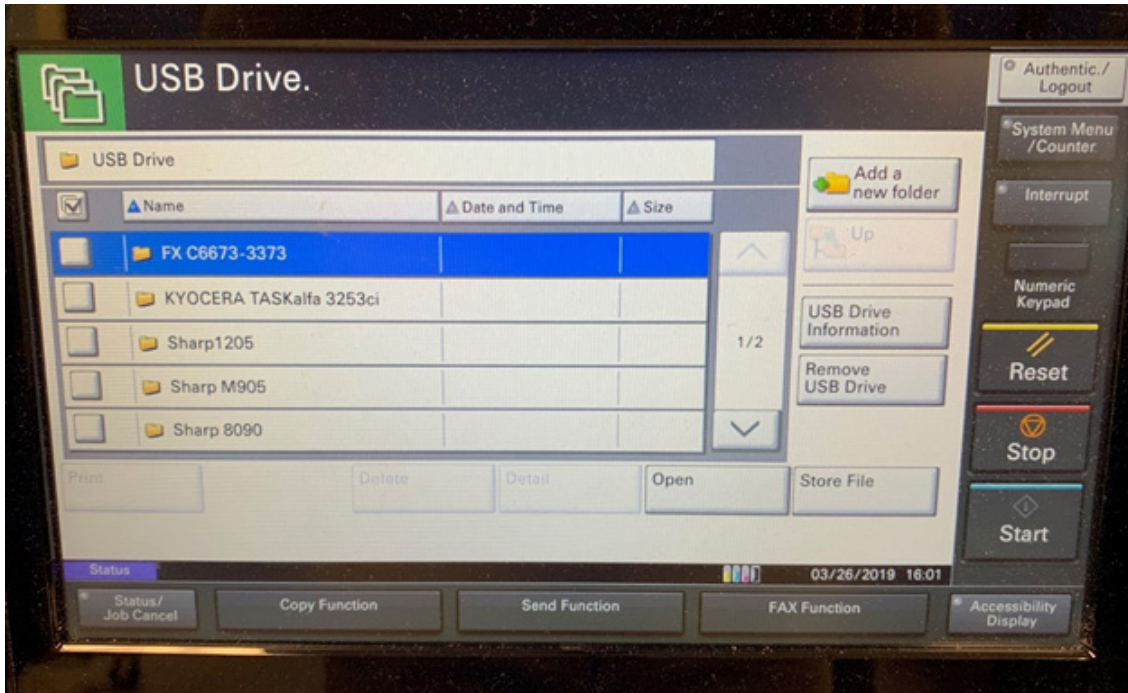 USB Drive.
Authentic./
Logout
System Menu
/Counter
Interrupt
Numeric
Keypad
Reset
Stop
Start
USB Drive
Add a
new folder
Name
Date and Time
Size
Up
FX C6673-3373
KYOCERA TASKalfa 3253ci
Sharp1205
Sharp M905
Sharp 8090
1/2
USB Drive
Information
Remove
USB Drive
Print
Delete
Detail
Open
Store File
Status
03/26/2019 16:01
Status/
Job Cancel
Copy Function
Send Function
FAX Function
Accessibility
Display